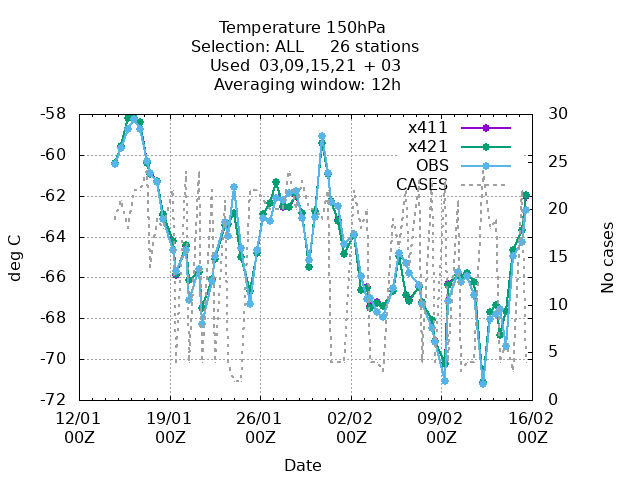 Temperature 150hPa
Selection: ALL 26 stations
Used 03,09,15,21 + 03
Averaging window: 12h
x411
x421
OBS
CASES
-58
-60
-62
-64
-66
-68
-70
-72
deg C
30
25
20
15
10
5
0
No cases
12/01 19/01 26/01 02/02 09/02 16/02
00Z 00Z 00Z 00Z 00Z 00Z
Date